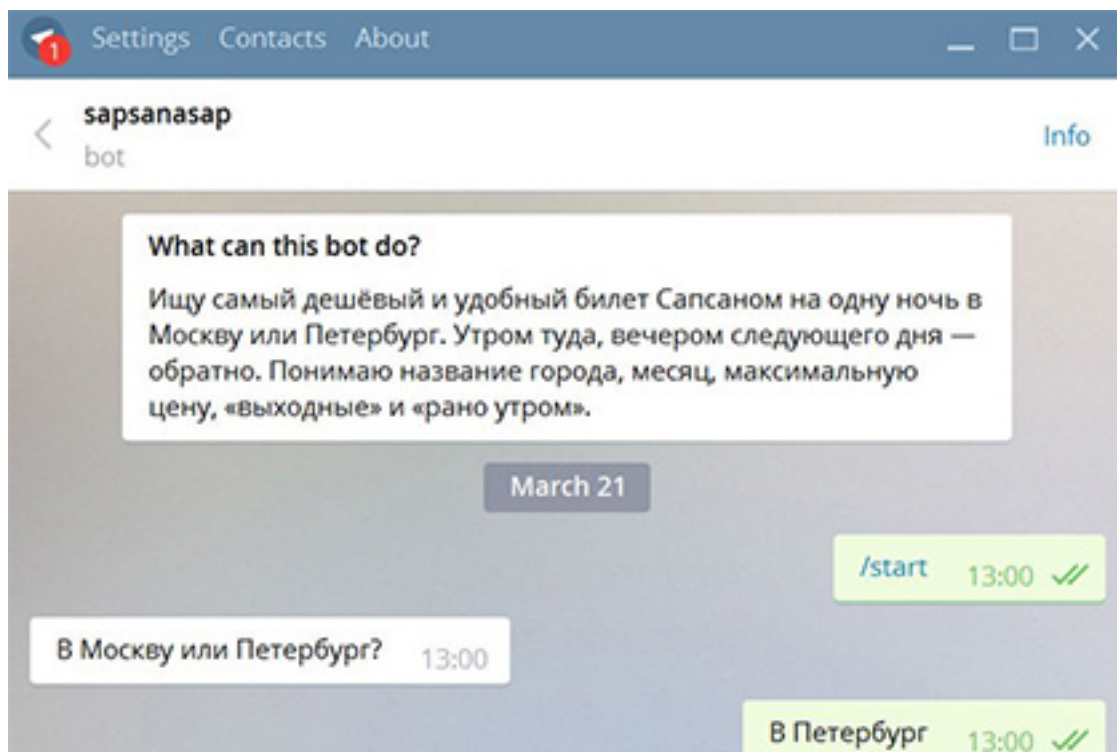 1
Settings Contacts About
sapsanasap
bot
Info
What can this bot do?
Ищу самый дешёвый и удобный билет Сапсаном на одну ночь в
Москву или Петербург. Утром туда, вечером следующего дня —
обратно. Понимаю название города, месяц, максимальную
цену, «выходные» и «рано утром».
March 21
/start 13:00
В Москву или Петербург? 13:00
В Петербург 13:00